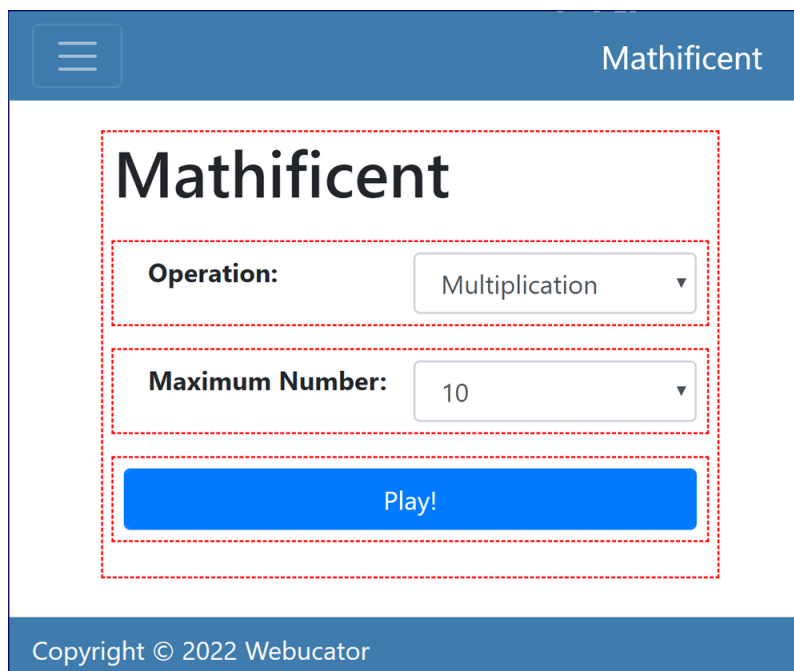 Mathificent
Mathificent
Operation: Multiplication
Maximum Number: 10
Play!
Copyright © 2022 Webucator